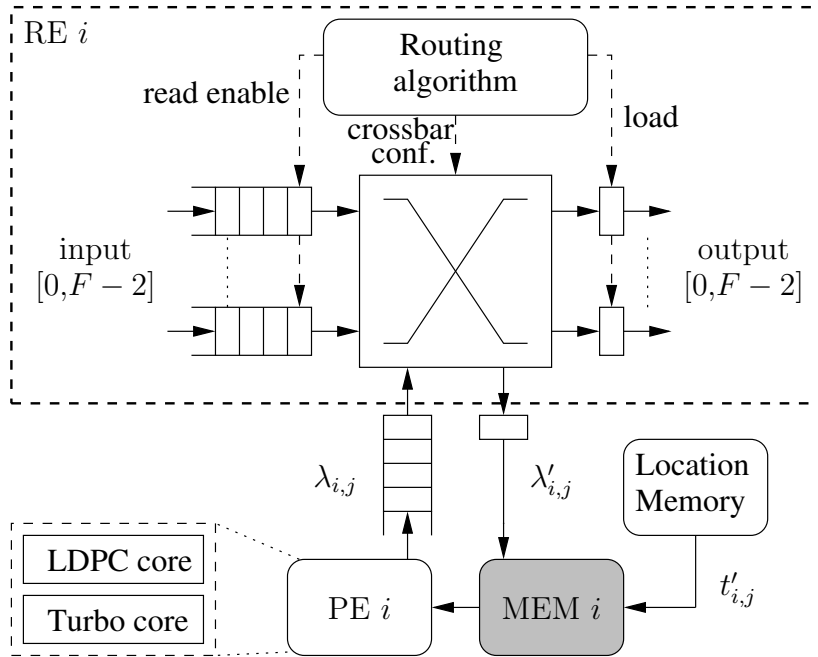 RE i
Routing
algorithm
read enable
crossbar
conf.
load
input
[0,F − 2]
output
[0,F − 2]
λi,j
λ′i,j
Location
Memory
LDPC core
Turbo core
PE i
MEM i
t′i,j